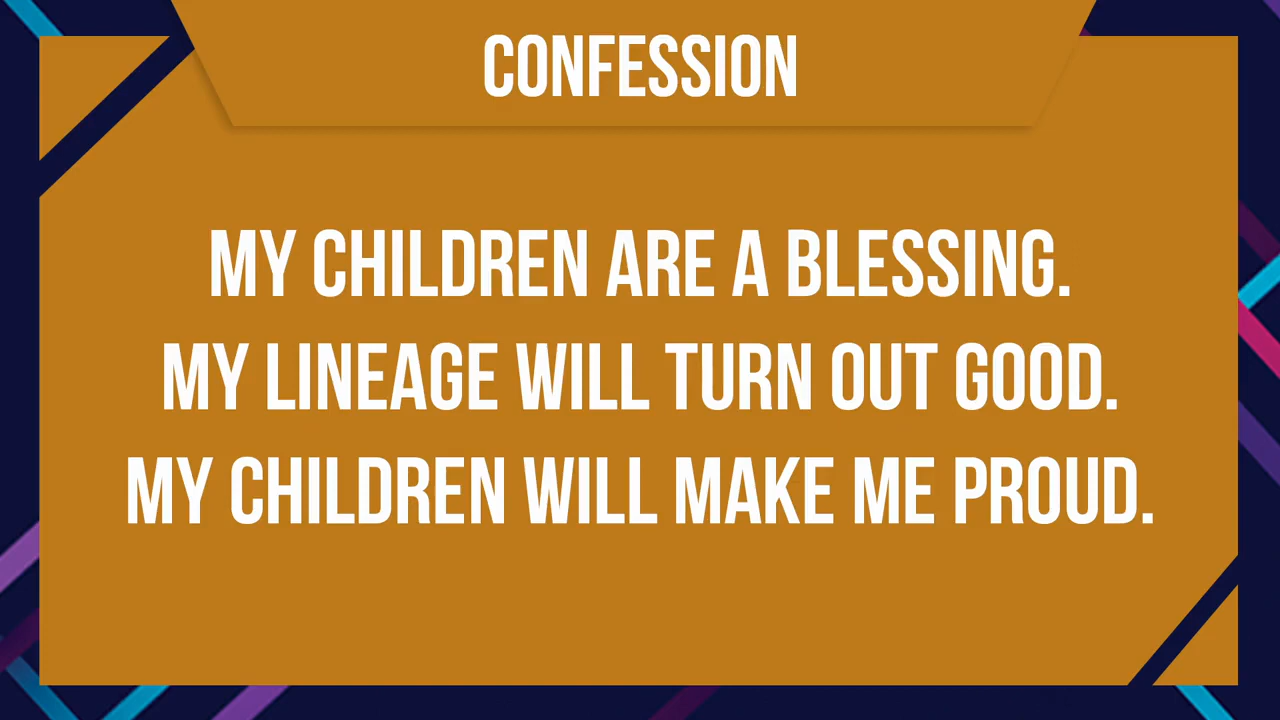 CONFESSION
MY CHILDREN ARE A BLESSING.
MY LINEAGE WILL TURN OUT GOOD.
MY CHILDREN WILL MAKE ME PROUD.